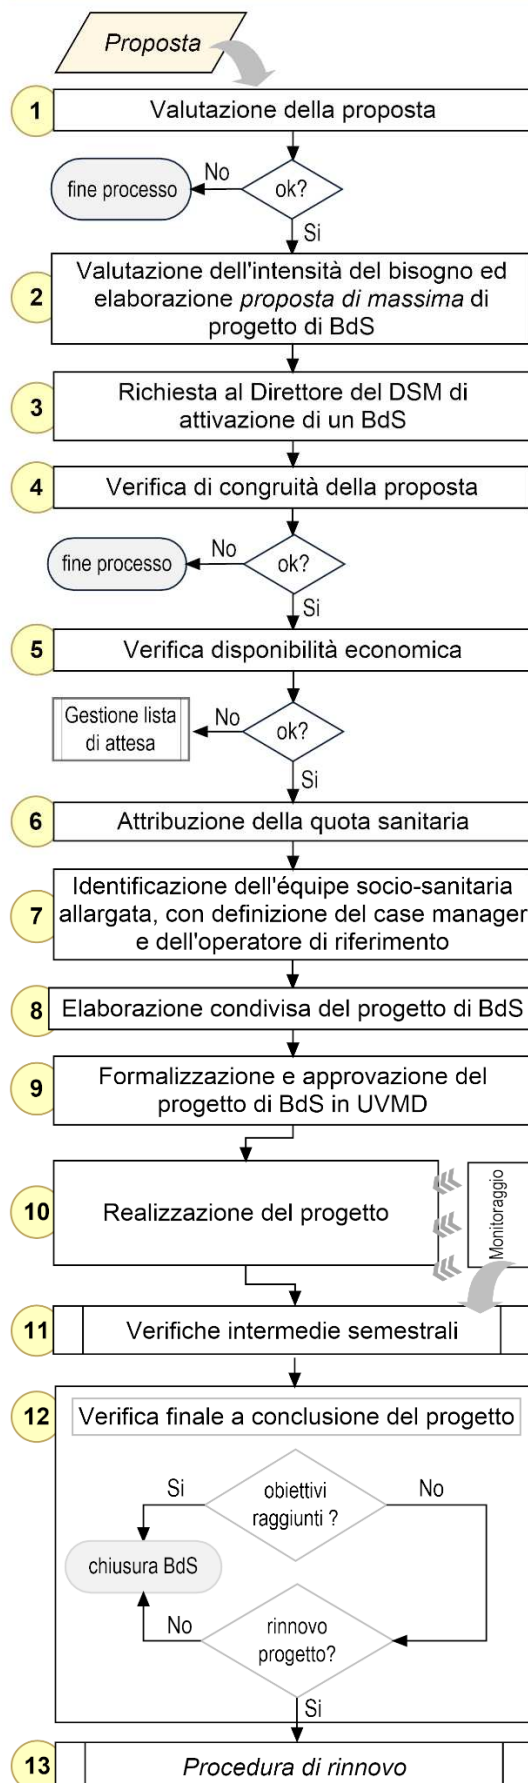 Proposta
1
Valutazione della proposta
No
fine processo
ok?
Si
2
Valutazione dell'intensità del bisogno ed
elaborazione proposta di massima di
progetto di BdS
3
Richiesta al Direttore del DSM di
attivazione di un BdS
4
Verifica di congruità della proposta
No
fine processo
ok?
Si
5
Verifica disponibilità economica
Gestione lista
di attesa
No
ok?
Si
6
Attribuzione della quota sanitaria
7
Identificazione dell'équipe socio-sanitaria
allargata, con definizione del case manager
e dell'operatore di riferimento
8
Elaborazione condivisa del progetto di BdS
9
Formalizzazione e approvazione del
progetto di BdS in UVMD
10
Realizzazione del progetto
Monitoraggio
11
Verifiche intermedie semestrali
12
Verifica finale a conclusione del progetto
Si
obiettivi
raggiunti ?
No
chiusura BdS
No
rinnovo
progetto?
Si
13
Procedura di rinnovo